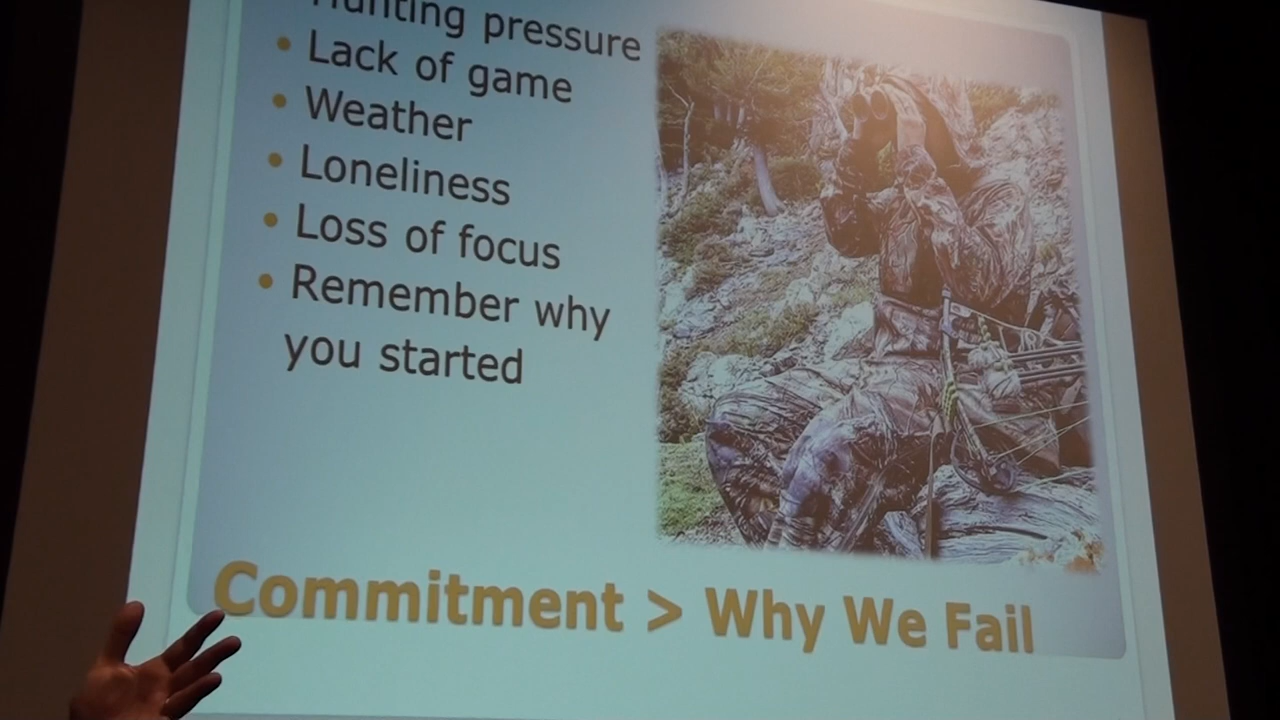 Hunting pressure
• Lack of game
• Weather
• Loneliness
• Loss of focus
• Remember why
you started
Commitment > Why We Fail